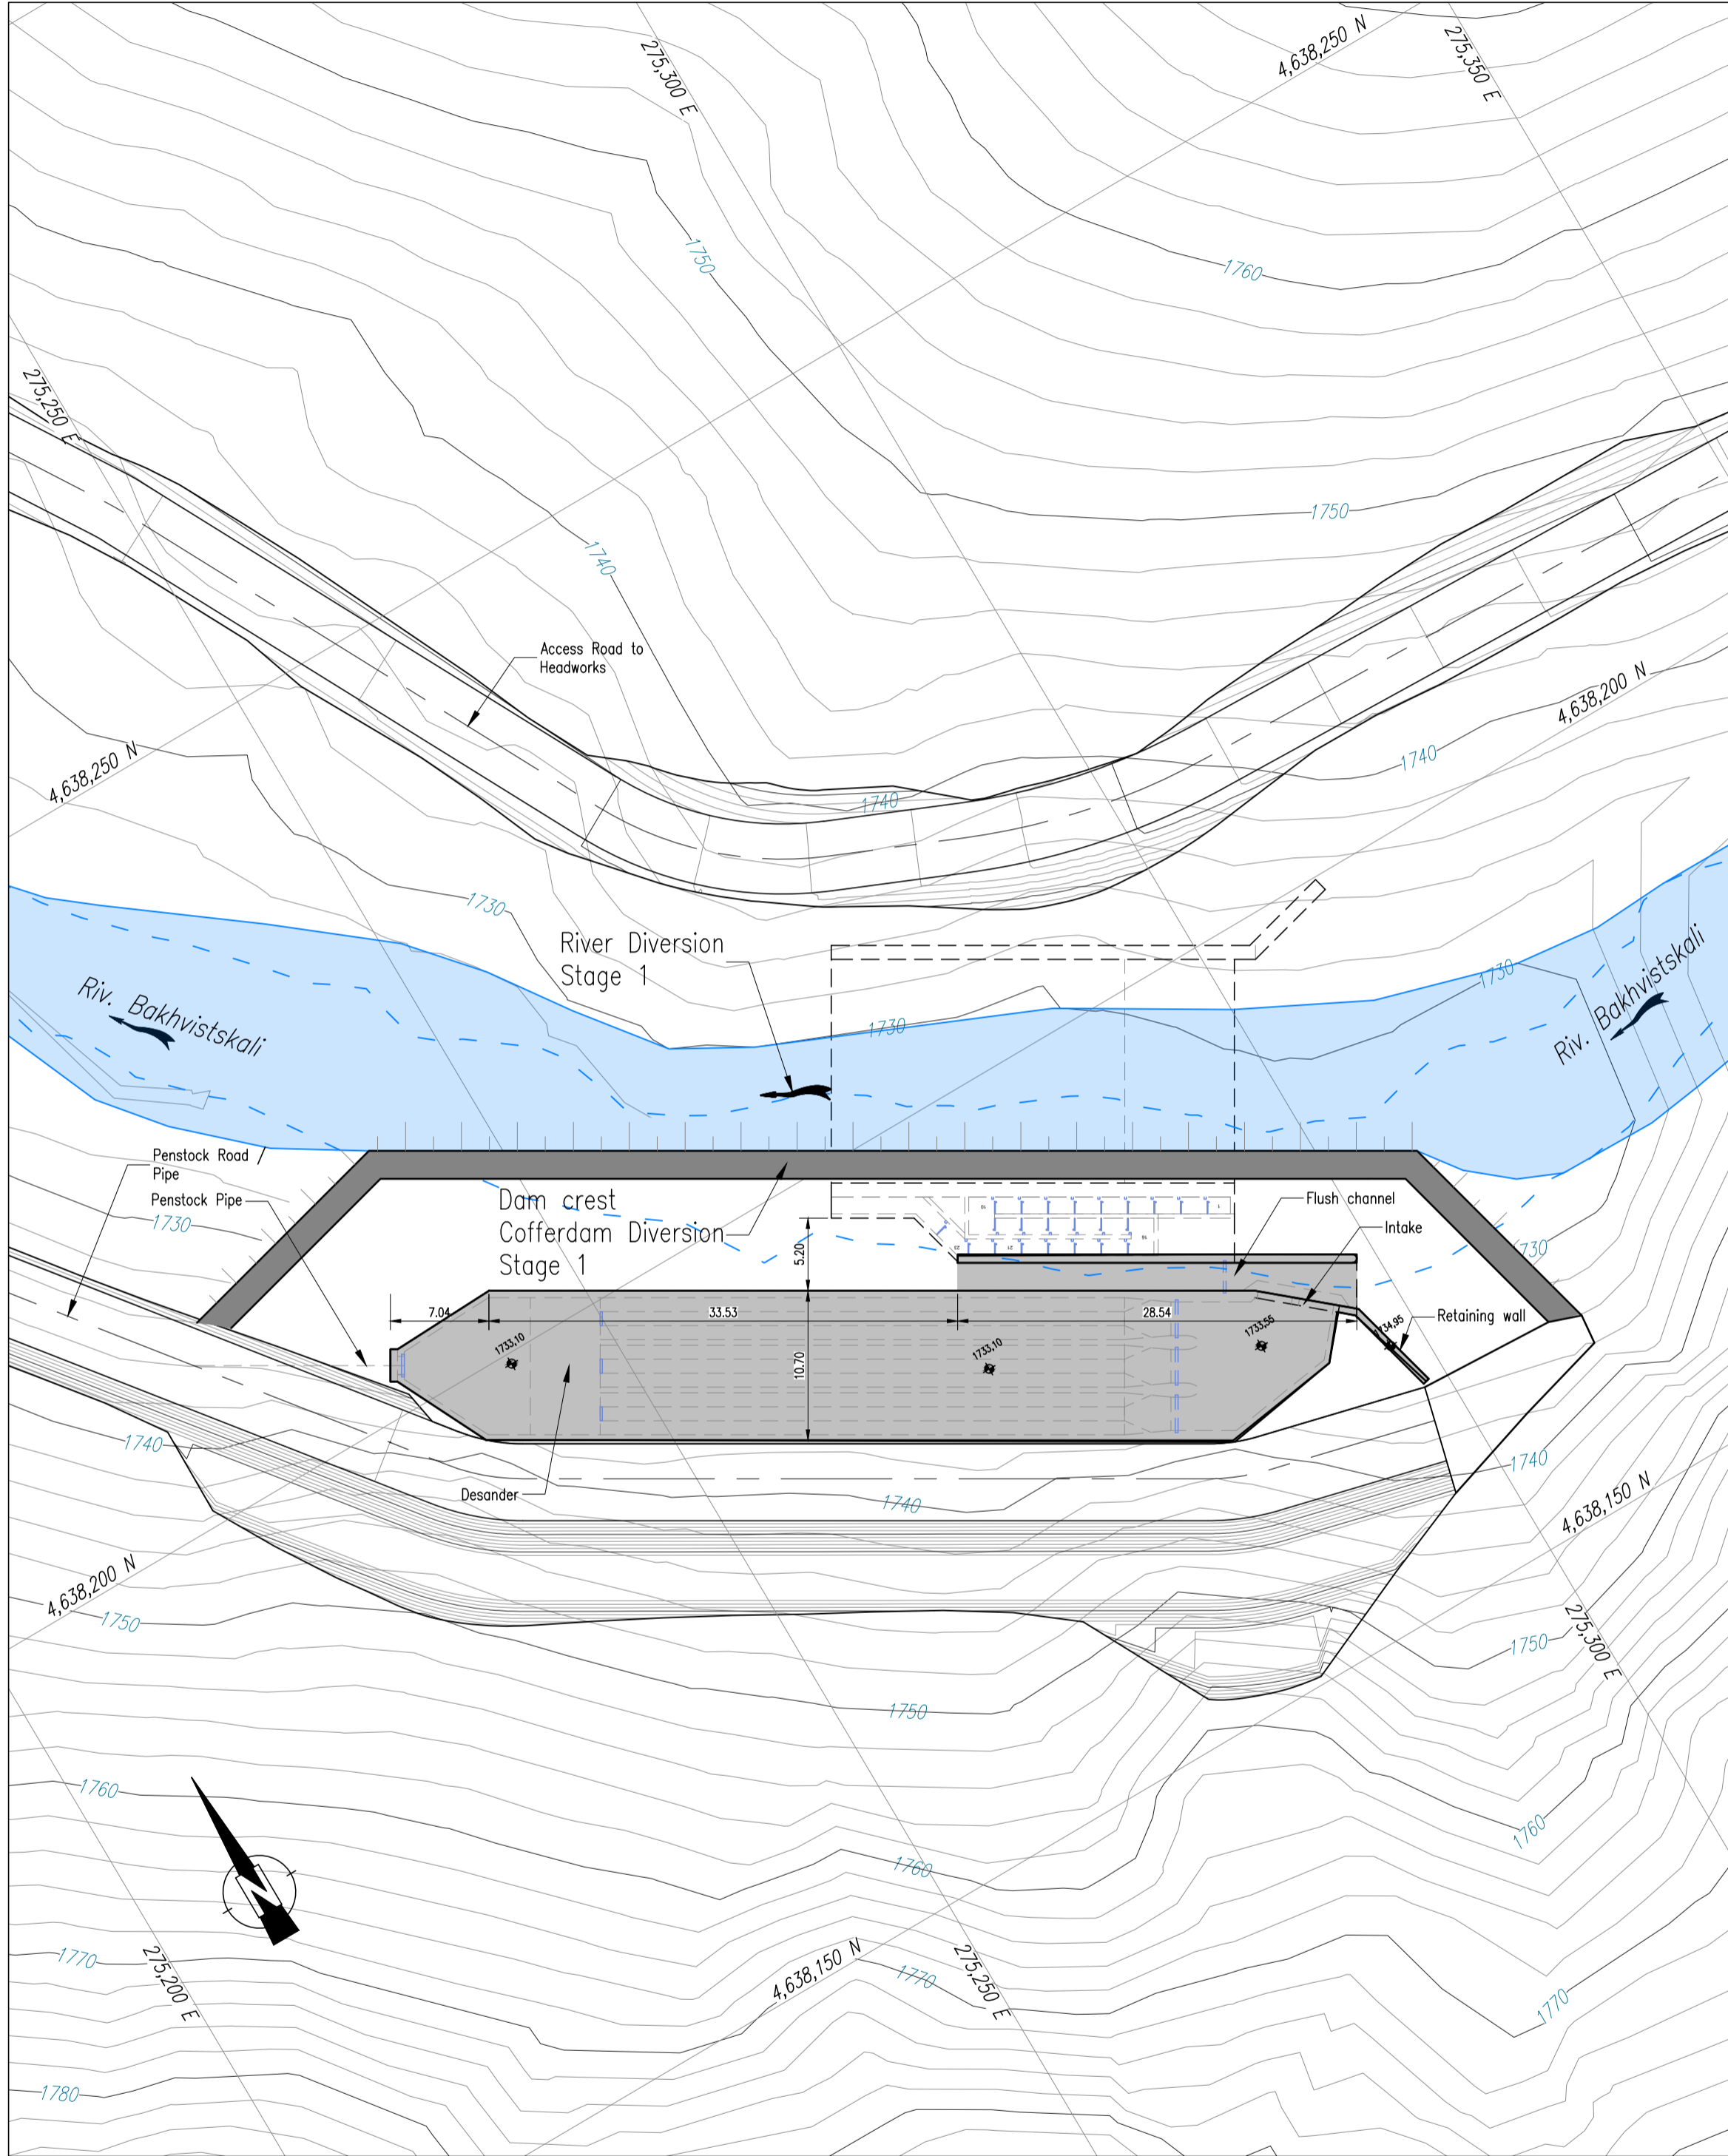 4,638,250 N
275,300 E
275,350 E
1750
1760
275,250 E
1750
1740
Access Road to
Headworks
4,638,200 N
4,638,250 N
1740
1740
1730
River Diversion
Stage 1
1730
Riv. Bakhvistskali
1730
Riv. Bakhvistskali
Penstock Road
Pipe
Penstock Pipe
1730
Dam crest
Cofferdam Diversion
Stage 1
Flush channel
Intake
5.20
1730
7.04
33.53
28.54
Retaining wall
1733,10
1733,10
1733,55
1734,95
10.70
1740
Desander
1740
1740
4,638,150 N
4,638,200 N
1750
1750
275,300 E
1750
1760
1760
1760
1770
275,200 E
4,638,150 N
1770
275,250 E
1770
1780